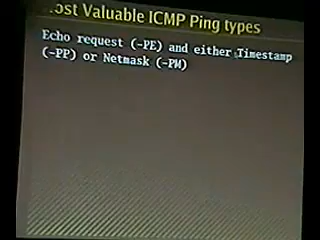 ost Valuable ICMP Ping types
Echo request (-PE) and either Timestamp
(-PP) or Netmask (-PM)